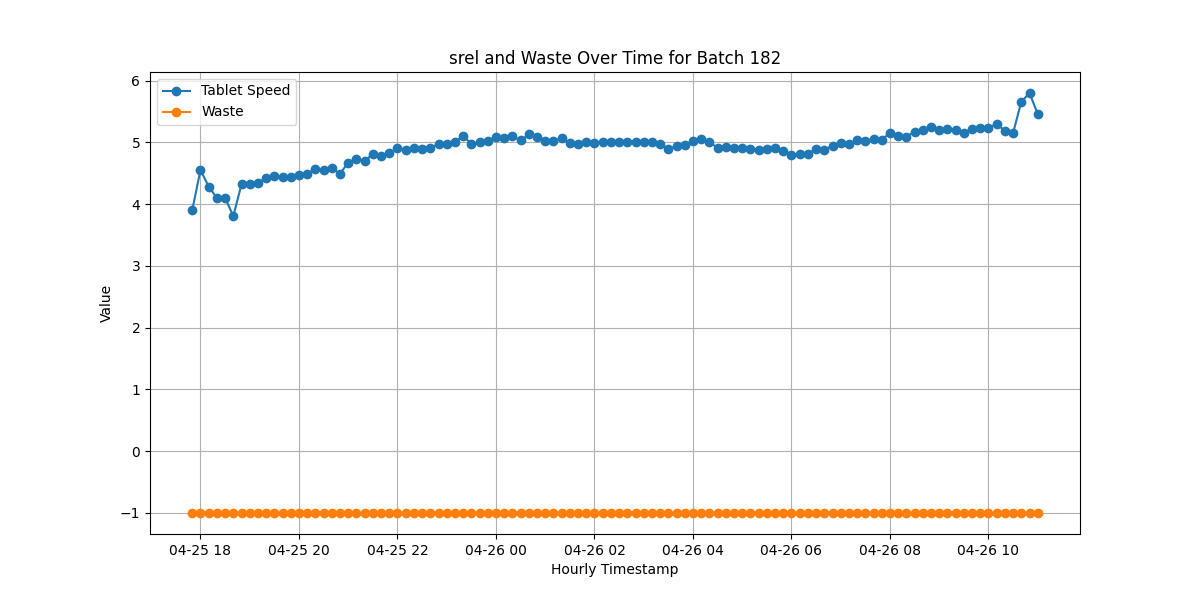 srel and Waste Over Time for Batch 182
Tablet Speed
Waste
Value
6
5
4
3
2
1
0
−1
04-25 18 04-25 20 04-25 22 04-26 00 04-26 02 04-26 04 04-26 06 04-26 08 04-26 10
Hourly Timestamp